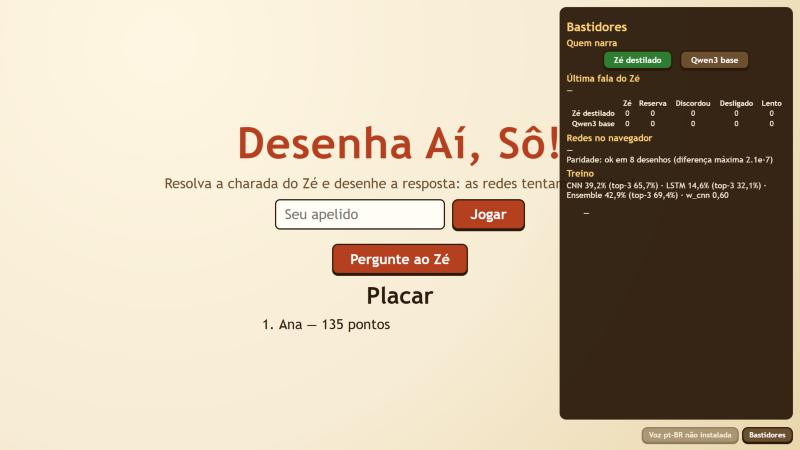 Desenha Aí, Sô!
Resolva a charada do Zé e desenhe a resposta: as redes tentar
Seu apelido
Jogar
Pergunte ao Zé
Placar
1. Ana — 135 pontos
Bastidores
Quem narra
Zé destilado Qwen3 base
Última fala do Zé
—
Zé Reserva Discordou Desligado Lento
Zé destilado 0 0 0 0 0
Qwen3 base 0 0 0 0 0
Redes no navegador
—
Paridade: ok em 8 desenhos (diferença máxima 2.1e-7)
Treino
CNN 39,2% (top-3 65,7%) · LSTM 14,6% (top-3 32,1%) ·
Ensemble 42,9% (top-3 69,4%) · w_cnn 0,60
—
Voz pt-BR não instalada Bastidores